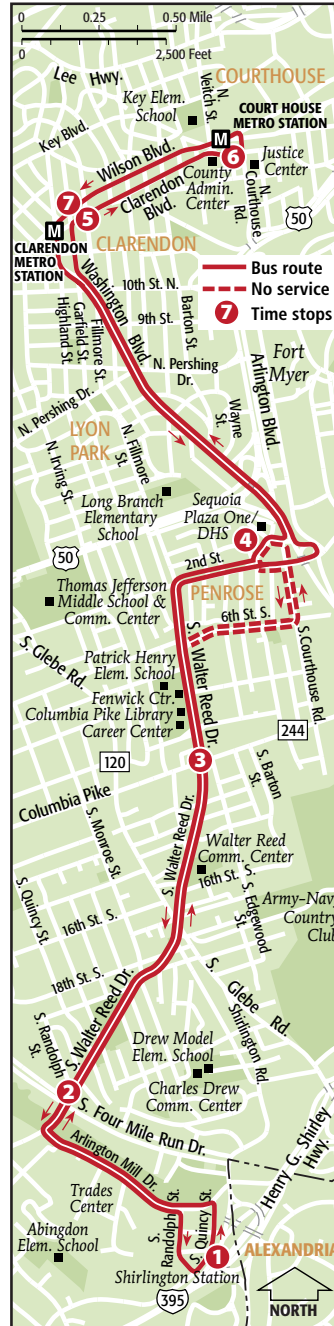 0 0.25 0.50 Mile
0 2,500 Feet
Lee Hwy.
COURTHOUSE
Key Elem.
School
N.
Veitch St.
COURT HOUSE
METRO STATION
Key Blvd.
M
Wilson Blvd.
6
Justice
Center
County
Admin.
Center
Clarendon
Blvd.
N.
Courthouse
Rd.
50
7
5
M
CLARENDON
METRO
STATION
CLARENDON
Bus route
No service
7 Time stops
Washington Blvd.
10th St. N.
9th St.
Barton St.
Highland St.
Garfield St.
Fillmore St.
N. Pershing
Dr.
Arlington Blvd.
Fort
Myer
N. Pershing Dr.
LYON
PARK
N. Irving St.
N. Fillmore
St.
Wayne
St.
Long Branch
Elementary
School
Sequoia
Plaza One/
DHS
4
50
2nd St.
Thomas Jefferson
Middle School &
Comm. Center
PENROSE
6th St. S.
S. Glebe Rd.
S. Walter Reed Dr.
S. Courthouse Rd.
Patrick Henry
Elem. School
Fenwick Ctr.
Columbia Pike Library
Career Center
244
120
3
S. Barton
St.
Columbia Pike
S. Monroe St.
S. Walter Reed Dr.
Walter Reed
Comm. Center
16th St. S.
S. Quincy St.
16th St. S.
S. Edgewood
St.
Army–Navy
Country
Club
18th St. S.
S. Glebe Rd.
S. Walter Reed Dr.
S. Randolph
St.
Shirlington Rd.
Drew Model
Elem. School
2
Charles Drew
Comm. Center
S. Four Mile Run Dr.
Arlington Mill Dr.
Henry G. Shirley
Hwy.
Trades
Center
S.
Randolph St.
S. Quincy St.
Abingdon
Elem. School
1
ALEXANDRIA
Shirlington Station
395
NORTH